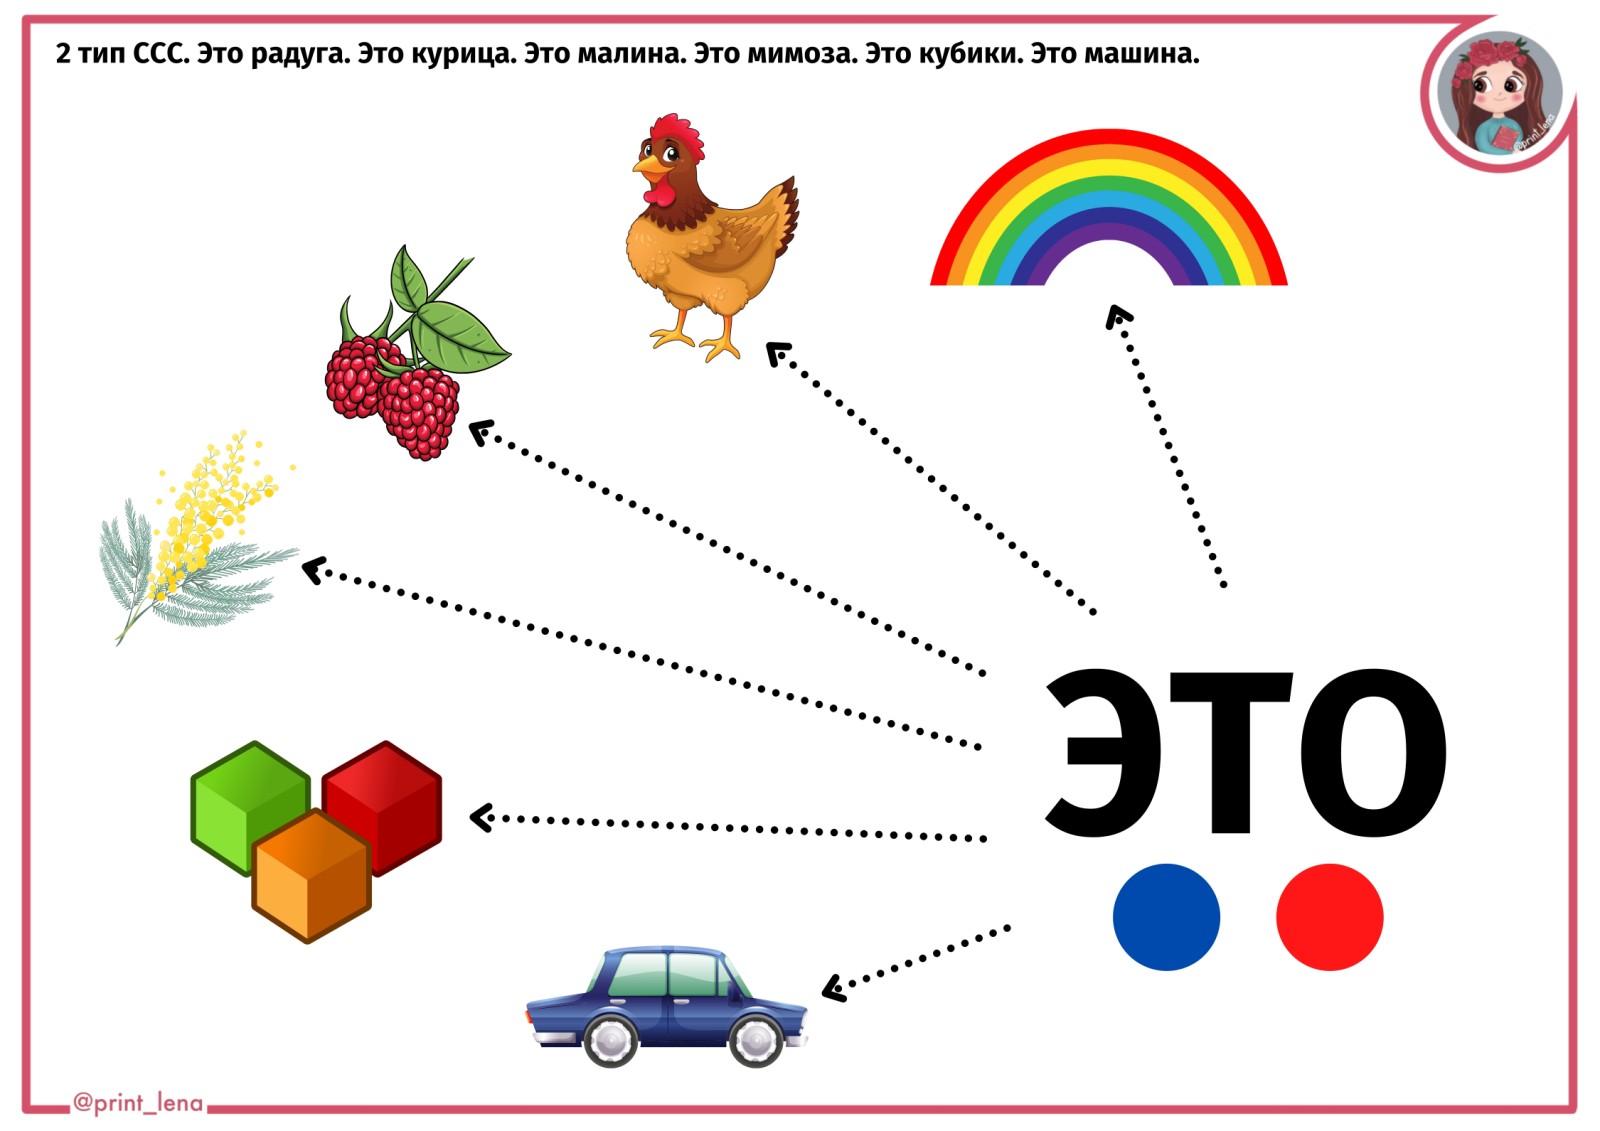 2 тип ССС. Это радуга. Это курица. Это малина. Это мимоза. Это кубики. Это машина.
@print_lena
ЭТО
@print_lena